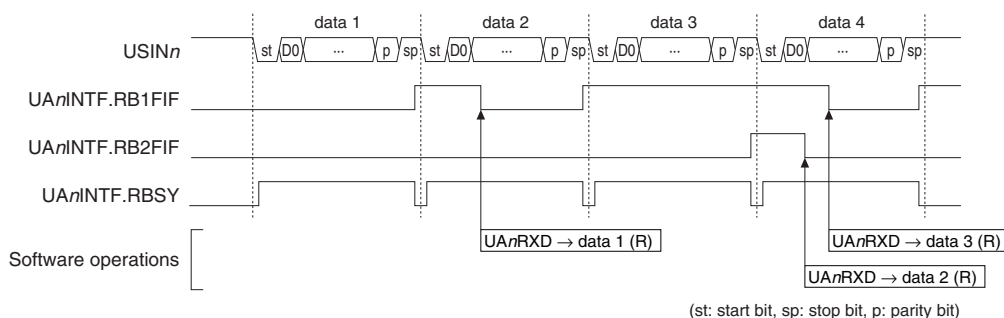 data 1 data 2 data 3 data 4
USINn st D0 ... p sp st D0 ... p sp st D0 ... p sp st D0 ... p sp
UAnINTF.RB1FIF
UAnINTF.RB2FIF
UAnINTF.RBSY
Software operations
UAnRXD → data 1 (R) UAnRXD → data 3 (R)
UAnRXD → data 2 (R)
(st: start bit, sp: stop bit, p: parity bit)